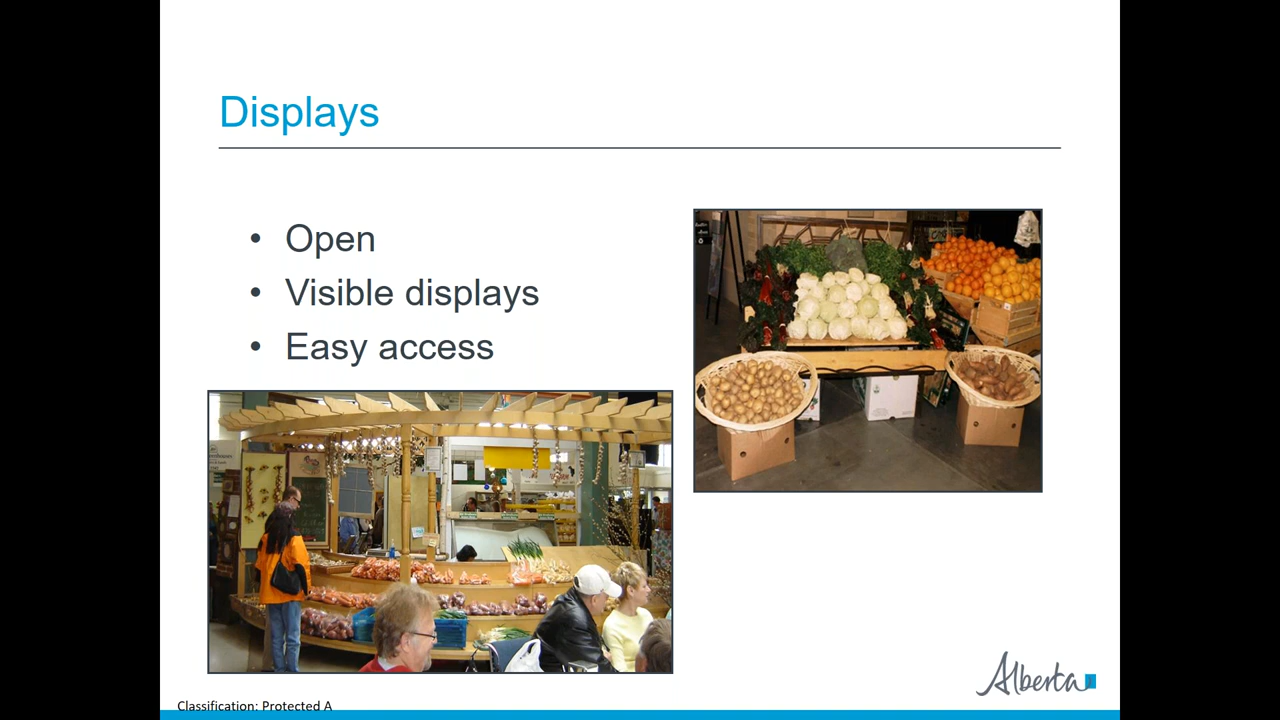 Displays
• Open
• Visible displays
• Easy access
Alberta
Classification: Protected A